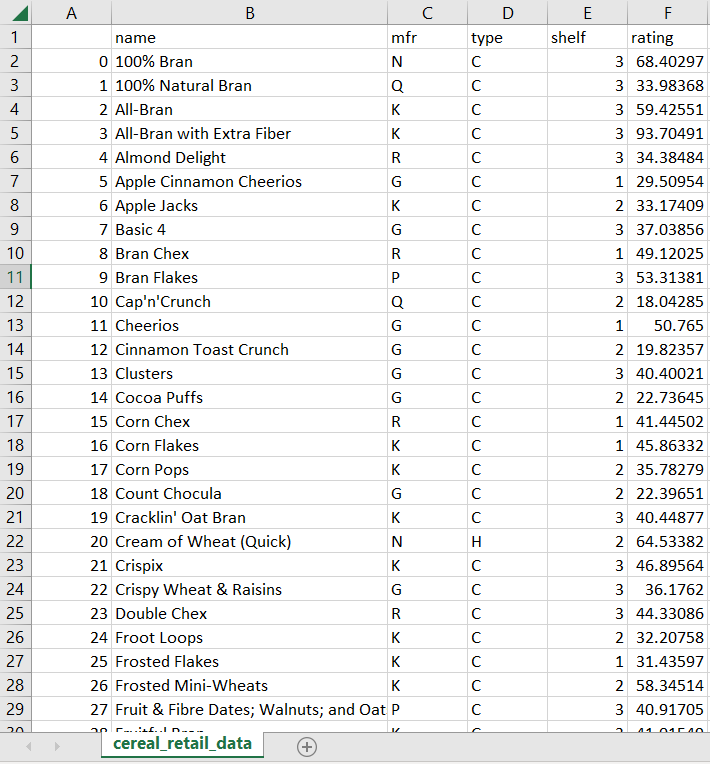 A B C D E F
1 name mfr type shelf rating
2 0 100% Bran N C 3 68.40297
3 1 100% Natural Bran Q C 3 33.98368
4 2 All-Bran K C 3 59.42551
5 3 All-Bran with Extra Fiber K C 3 93.70491
6 4 Almond Delight R C 3 34.38484
7 5 Apple Cinnamon Cheerios G C 1 29.50954
8 6 Apple Jacks K C 2 33.17409
9 7 Basic 4 G C 3 37.03856
10 8 Bran Chex R C 1 49.12025
11 9 Bran Flakes P C 3 53.31381
12 10 Cap'n'Crunch Q C 2 18.04285
13 11 Cheerios G C 1 50.765
14 12 Cinnamon Toast Crunch G C 2 19.82357
15 13 Clusters G C 3 40.40021
16 14 Cocoa Puffs G C 2 22.73645
17 15 Corn Chex R C 1 41.44502
18 16 Corn Flakes K C 1 45.86332
19 17 Corn Pops K C 2 35.78279
20 18 Count Chocula G C 2 22.39651
21 19 Cracklin' Oat Bran K C 3 40.44877
22 20 Cream of Wheat (Quick) N H 2 64.53382
23 21 Crispix K C 3 46.89564
24 22 Crispy Wheat & Raisins G C 3 36.1762
25 23 Double Chex R C 3 44.33086
26 24 Froot Loops K C 2 32.20758
27 25 Frosted Flakes K C 1 31.43597
28 26 Frosted Mini-Wheats K C 2 58.34514
29 27 Fruit & Fibre Dates; Walnuts; and Oat P C 3 40.91705
cereal_retail_data